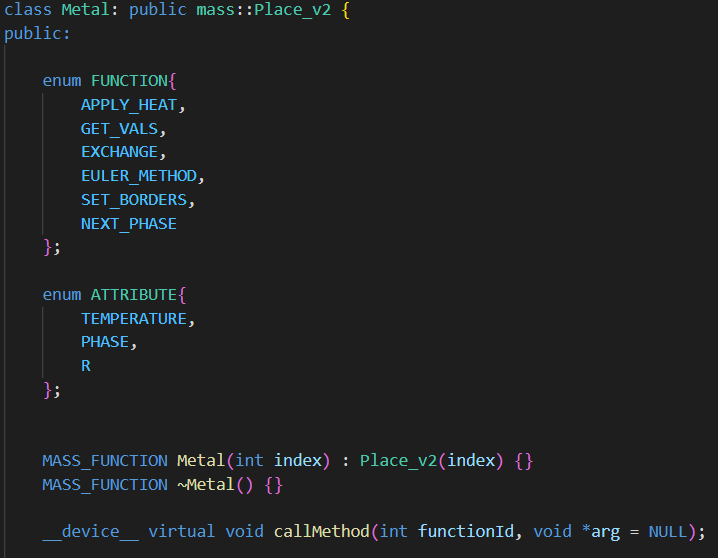 class Metal: public mass::Place_v2 {
public:
enum FUNCTION{
APPLY_HEAT,
GET_VALS,
EXCHANGE,
EULER_METHOD,
SET_BORDERS,
NEXT_PHASE
};
enum ATTRIBUTE{
TEMPERATURE,
PHASE,
R
};
MASS_FUNCTION Metal(int index) : Place_v2(index) {}
MASS_FUNCTION ~Metal() {}
__device__ virtual void callMethod(int functionId, void *arg = NULL);